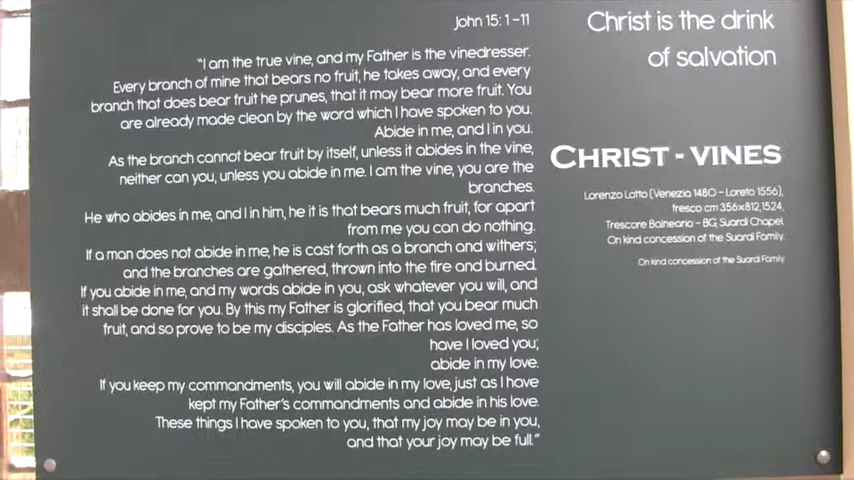 John 15: 1-11
"I am the true vine, and my Father is the vinedresser.
Every branch of mine that bears no fruit, he takes away, and every
branch that does bear fruit he prunes, that it may bear more fruit. You
are already made clean by the word which I have spoken to you.
Abide in me, and I in you.
As the branch cannot bear fruit by itself, unless it abides in the vine,
neither can you, unless you abide in me. I am the vine, you are the
branches.
He who abides in me, and I in him, he it is that bears much fruit, for apart
from me you can do nothing.
If a man does not abide in me, he is cast forth as a branch and withers;
and the branches are gathered, thrown into the fire and burned.
If you abide in me, and my words abide in you, ask whatever you will, and
it shall be done for you. By this my Father is glorified, that you bear much
fruit, and so prove to be my disciples. As the Father has loved me, so
have I loved you;
abide in my love.
If you keep my commandments, you will abide in my love, just as I have
kept my Father's commandments and abide in his love.
These things I have spoken to you, that my joy may be in you,
and that your joy may be full."
Christ is the drink
of salvation
CHRIST - VINES
Lorenzo Lotto (Venezia 1480 - Loreto 1556),
fresco cm 356x812,1524,
Trescore Balneario - BG, Suardi Chapel
On kind concession of the Suardi Family.
On kind concession of the Suardi Family.